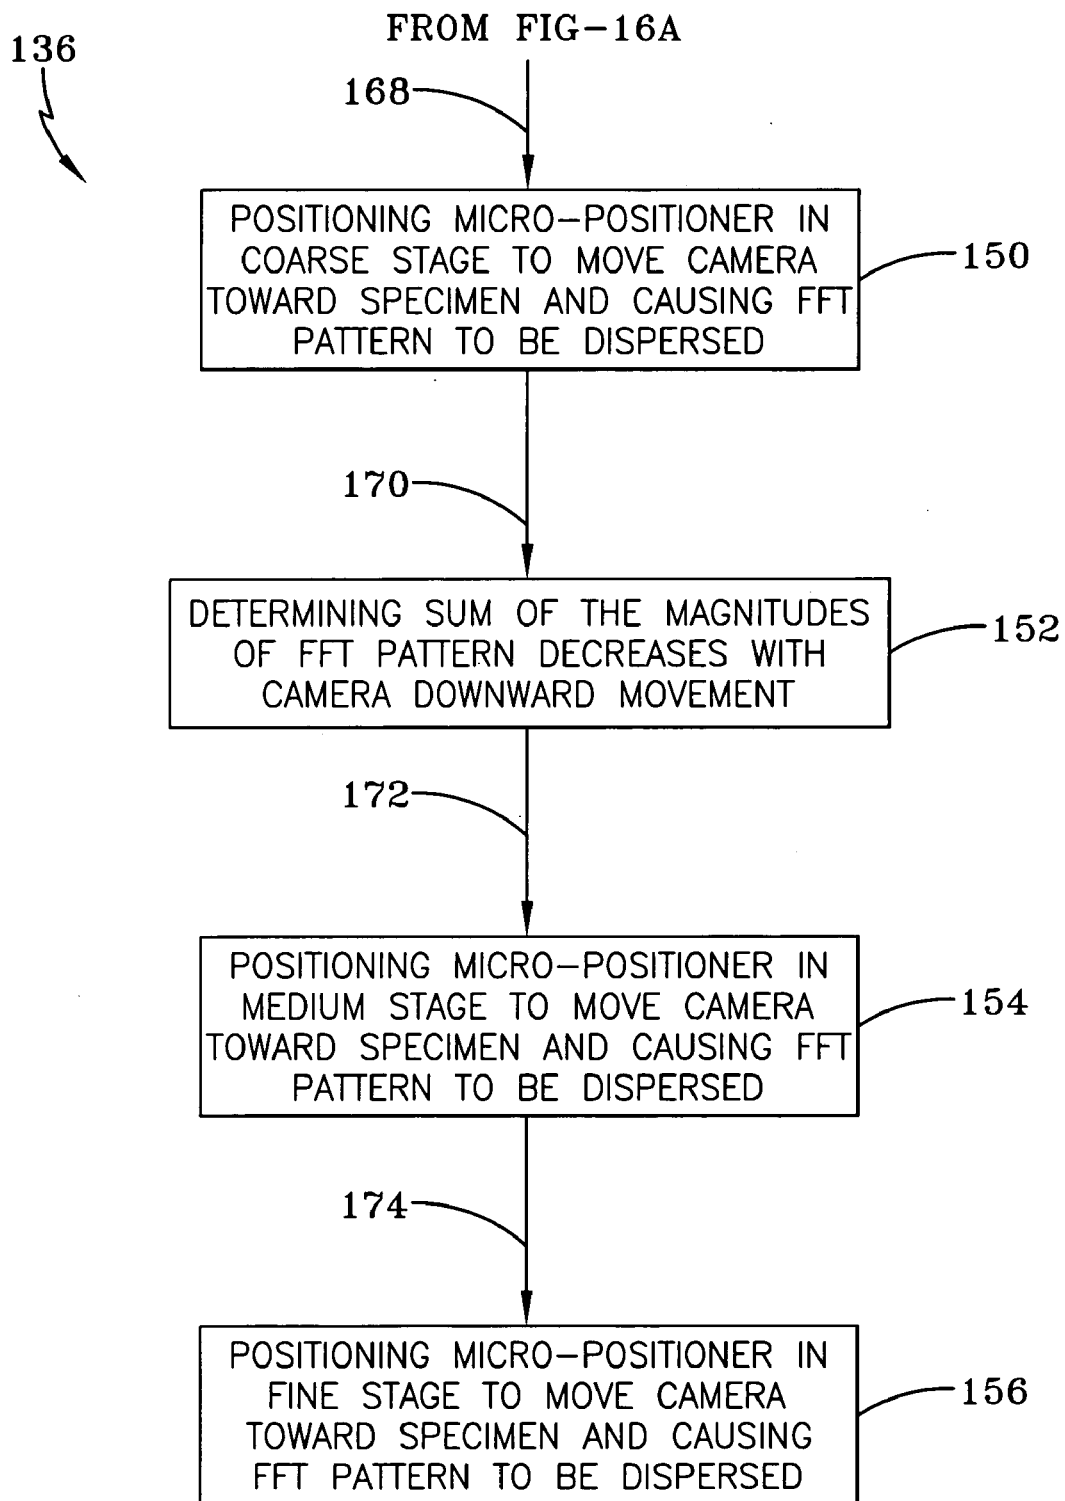 FROM FIG-16A
136
168
POSITIONING MICRO-POSITIONER IN
COARSE STAGE TO MOVE CAMERA
TOWARD SPECIMEN AND CAUSING FFT
PATTERN TO BE DISPERSED
150
170
DETERMINING SUM OF THE MAGNITUDES
OF FFT PATTERN DECREASES WITH
CAMERA DOWNWARD MOVEMENT
152
172
POSITIONING MICRO-POSITIONER IN
MEDIUM STAGE TO MOVE CAMERA
TOWARD SPECIMEN AND CAUSING FFT
PATTERN TO BE DISPERSED
154
174
POSITIONING MICRO-POSITIONER IN
FINE STAGE TO MOVE CAMERA
TOWARD SPECIMEN AND CAUSING
FFT PATTERN TO BE DISPERSED
156